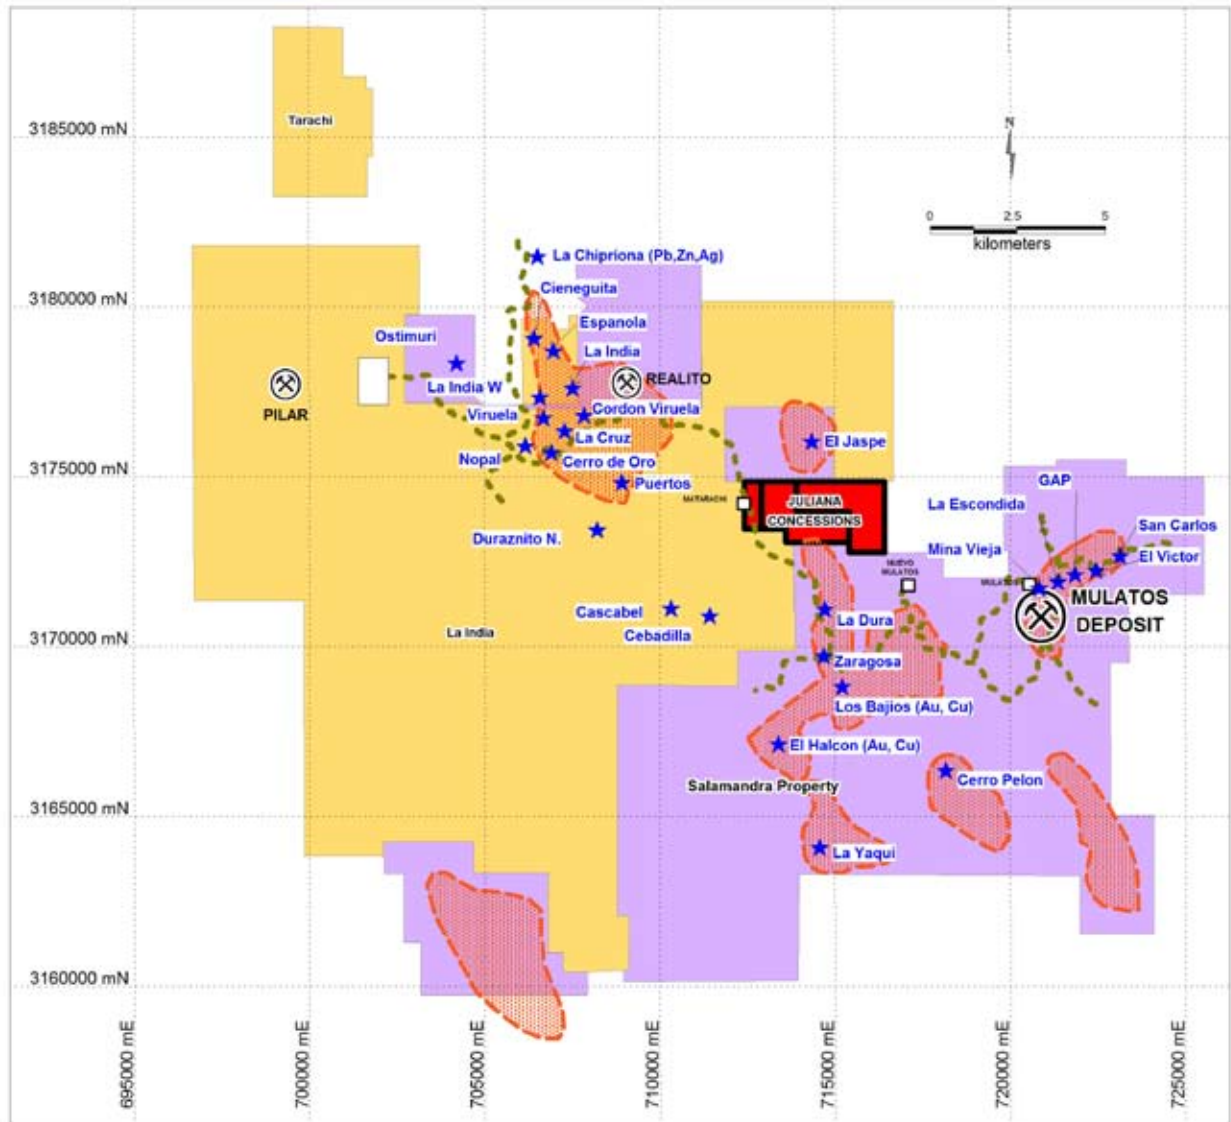 3185000 mN
Tarachi
N
0 2.5 5
kilometers
La Chipriona (Pb,Zn,Ag)
Cieneguita
3180000 mN
Ostimuri
Espanola
La India
La India W
REALITO
PILAR
Viruela
Cordon Viruela
La Cruz
El Jaspe
Nopal
Cerro de Oro
3175000 mN
Puertos
GAP
MATARACHI
JULIANA
CONCESSIONS
La Escondida
San Carlos
Duraznito N.
Mina Vieja
El Victor
NUEVO
MULATOS
MULATOS
MULATOS
DEPOSIT
Cascabel
La Dura
Cebadilla
La India
3170000 mN
Zaragosa
Los Bajios (Au, Cu)
El Halcon (Au, Cu)
Salamandra Property
Cerro Pelon
3165000 mN
La Yaqui
3160000 mN
695000 mE
700000 mE
705000 mE
710000 mE
715000 mE
720000 mE
725000 mE